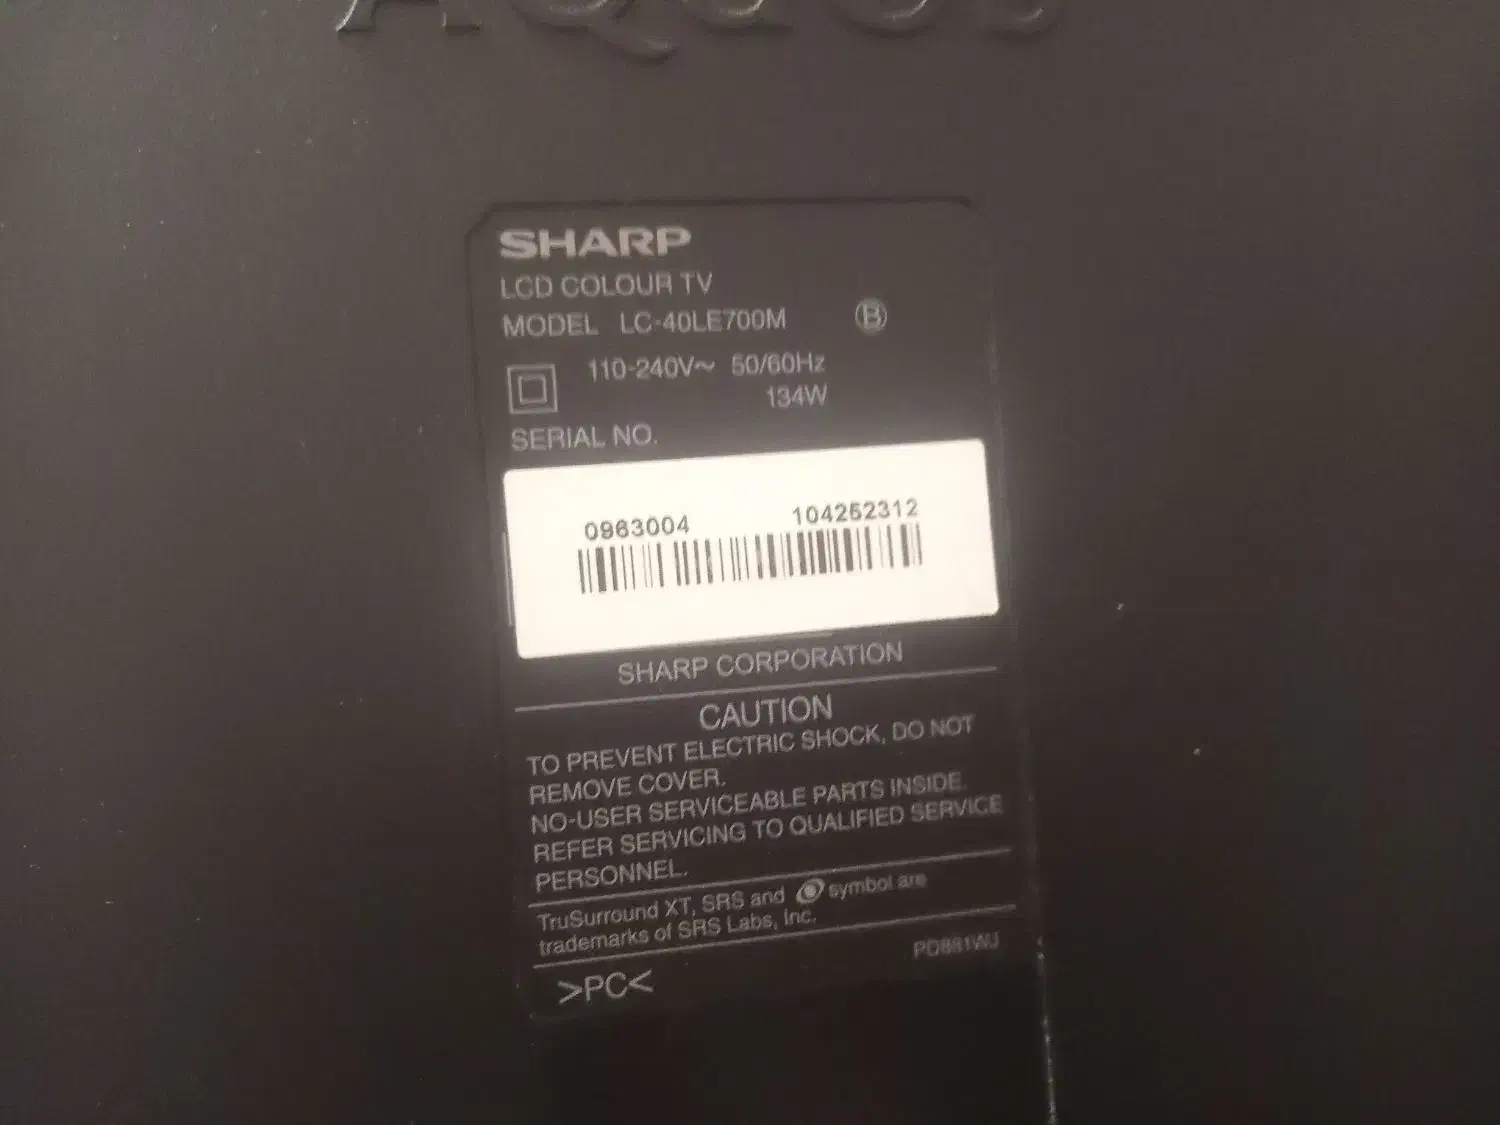 AQUOS
SHARP
LCD COLOUR TV
MODEL LC-40LE700M Ⓑ
110-240V~ 50/60Hz
134W
SERIAL NO.
0963004 104252312
SHARP CORPORATION
CAUTION
TO PREVENT ELECTRIC SHOCK, DO NOT
REMOVE COVER.
NO-USER SERVICEABLE PARTS INSIDE.
REFER SERVICING TO QUALIFIED SERVICE
PERSONNEL.
TruSurround XT, SRS and symbol are
trademarks of SRS Labs, Inc.
PD881WJ
>PC<